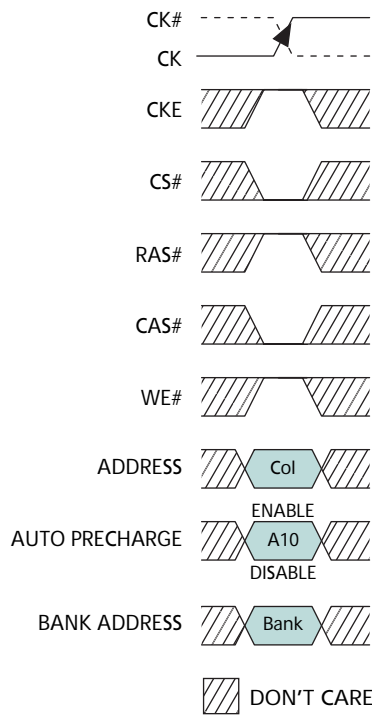 CK#
CK
CKE
CS#
RAS#
CAS#
WE#
ADDRESS
Col
ENABLE
AUTO PRECHARGE
A10
DISABLE
BANK ADDRESS
Bank
DON'T CARE